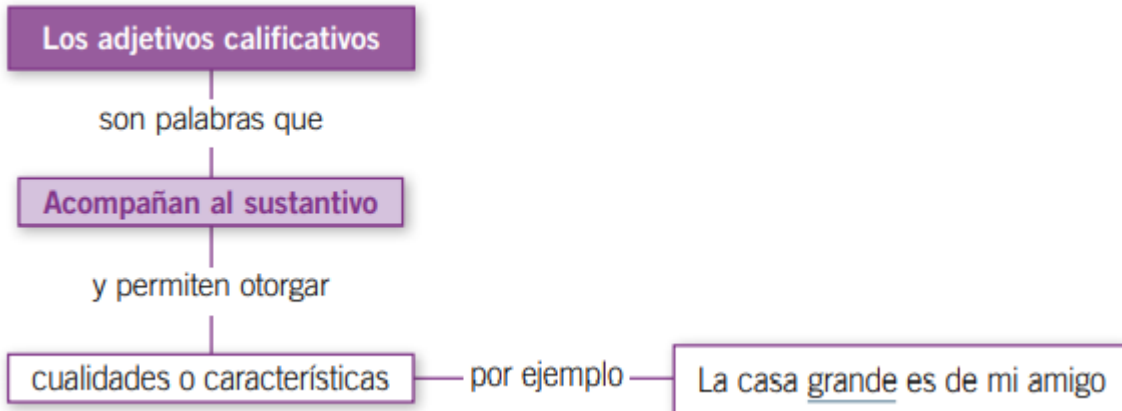 Los adjetivos calificativos
son palabras que
Acompañan al sustantivo
y permiten otorgar
cualidades o características
por ejemplo
La casa grande es de mi amigo